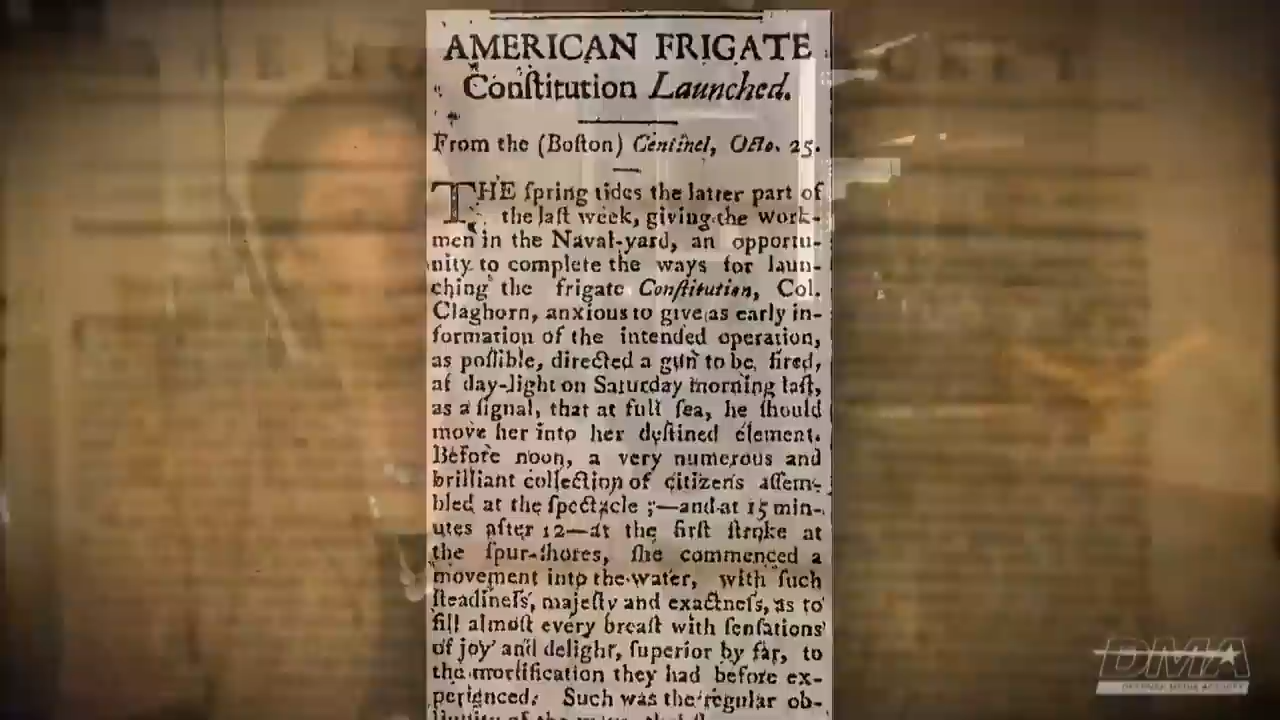 AMERICAN FRIGATE
Conſtitution Launched.
From the (Boſton) Centinel, Octo. 25.
THE ſpring tides the latter part of
the laſt week, giving the work-
men in the Naval-yard, an opportu-
nity to complete the ways for laun-
ching the frigate Conſtitution, Col.
Claghorn, anxious to give as early in-
formation of the intended operation,
as poſſible, directed a gun to be fired,
at day-light on Saturday morning laſt,
as a ſignal, that at full ſea, he ſhould
move her into her deſtined element.
Before noon, a very numerous and
brilliant collection of citizens aſſem-
bled at the ſpectacle ;—and at 15 min-
utes after 12—at the firſt ſtroke at
the ſpur-ſhores, ſhe commenced a
movement into the water, with ſuch
ſteadineſs, majeſty and exactneſs, as to
fill almoſt every breaſt with ſenſations
of joy and delight, ſuperior by far, to
the mortification they had before ex-
perienced. Such was the regular ob-
DMA
DEFENSE MEDIA ACTIVITY